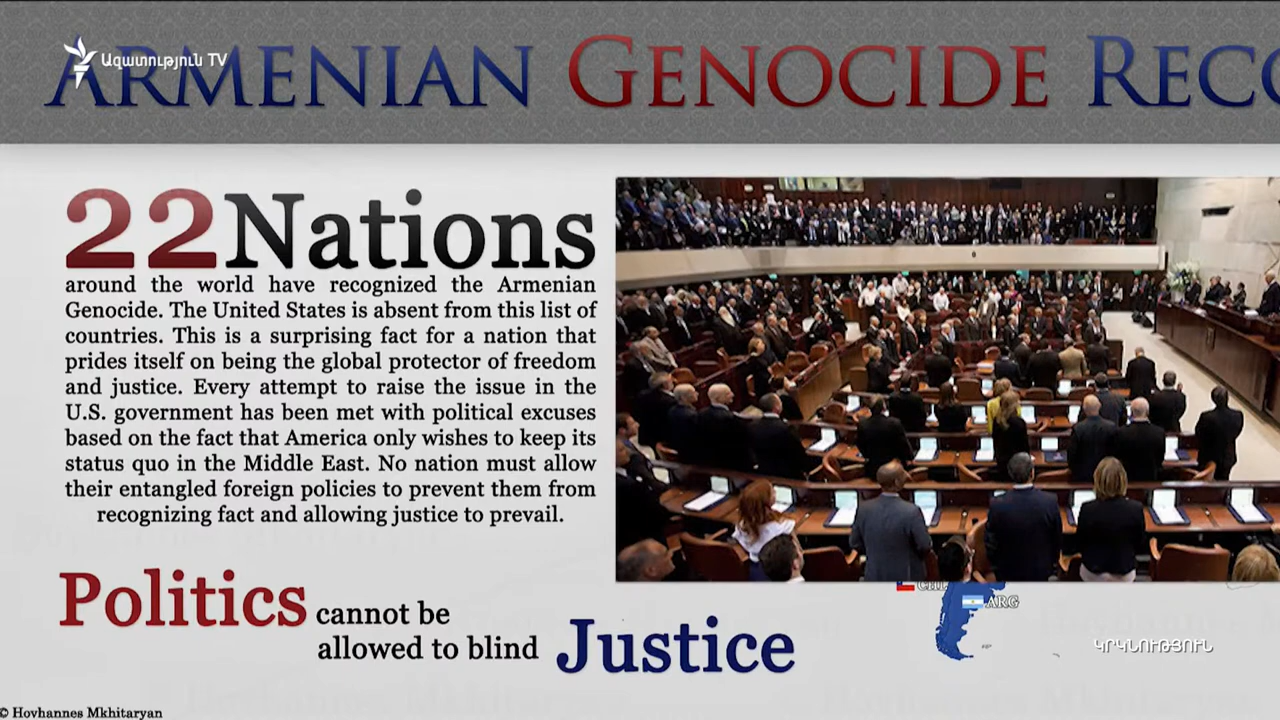 Ազատություն TV
ARMENIAN GENOCIDE RECO
22 Nations
around the world have recognized the Armenian
Genocide. The United States is absent from this list of
countries. This is a surprising fact for a nation that
prides itself on being the global protector of freedom
and justice. Every attempt to raise the issue in the
U.S. government has been met with political excuses
based on the fact that America only wishes to keep its
status quo in the Middle East. No nation must allow
their entangled foreign policies to prevent them from
recognizing fact and allowing justice to prevail.
ARG
Politics cannot be
allowed to blind Justice
ԿՐԿՆՈՒԹՅՈՒՆ
© Hovhannes Mkhitaryan